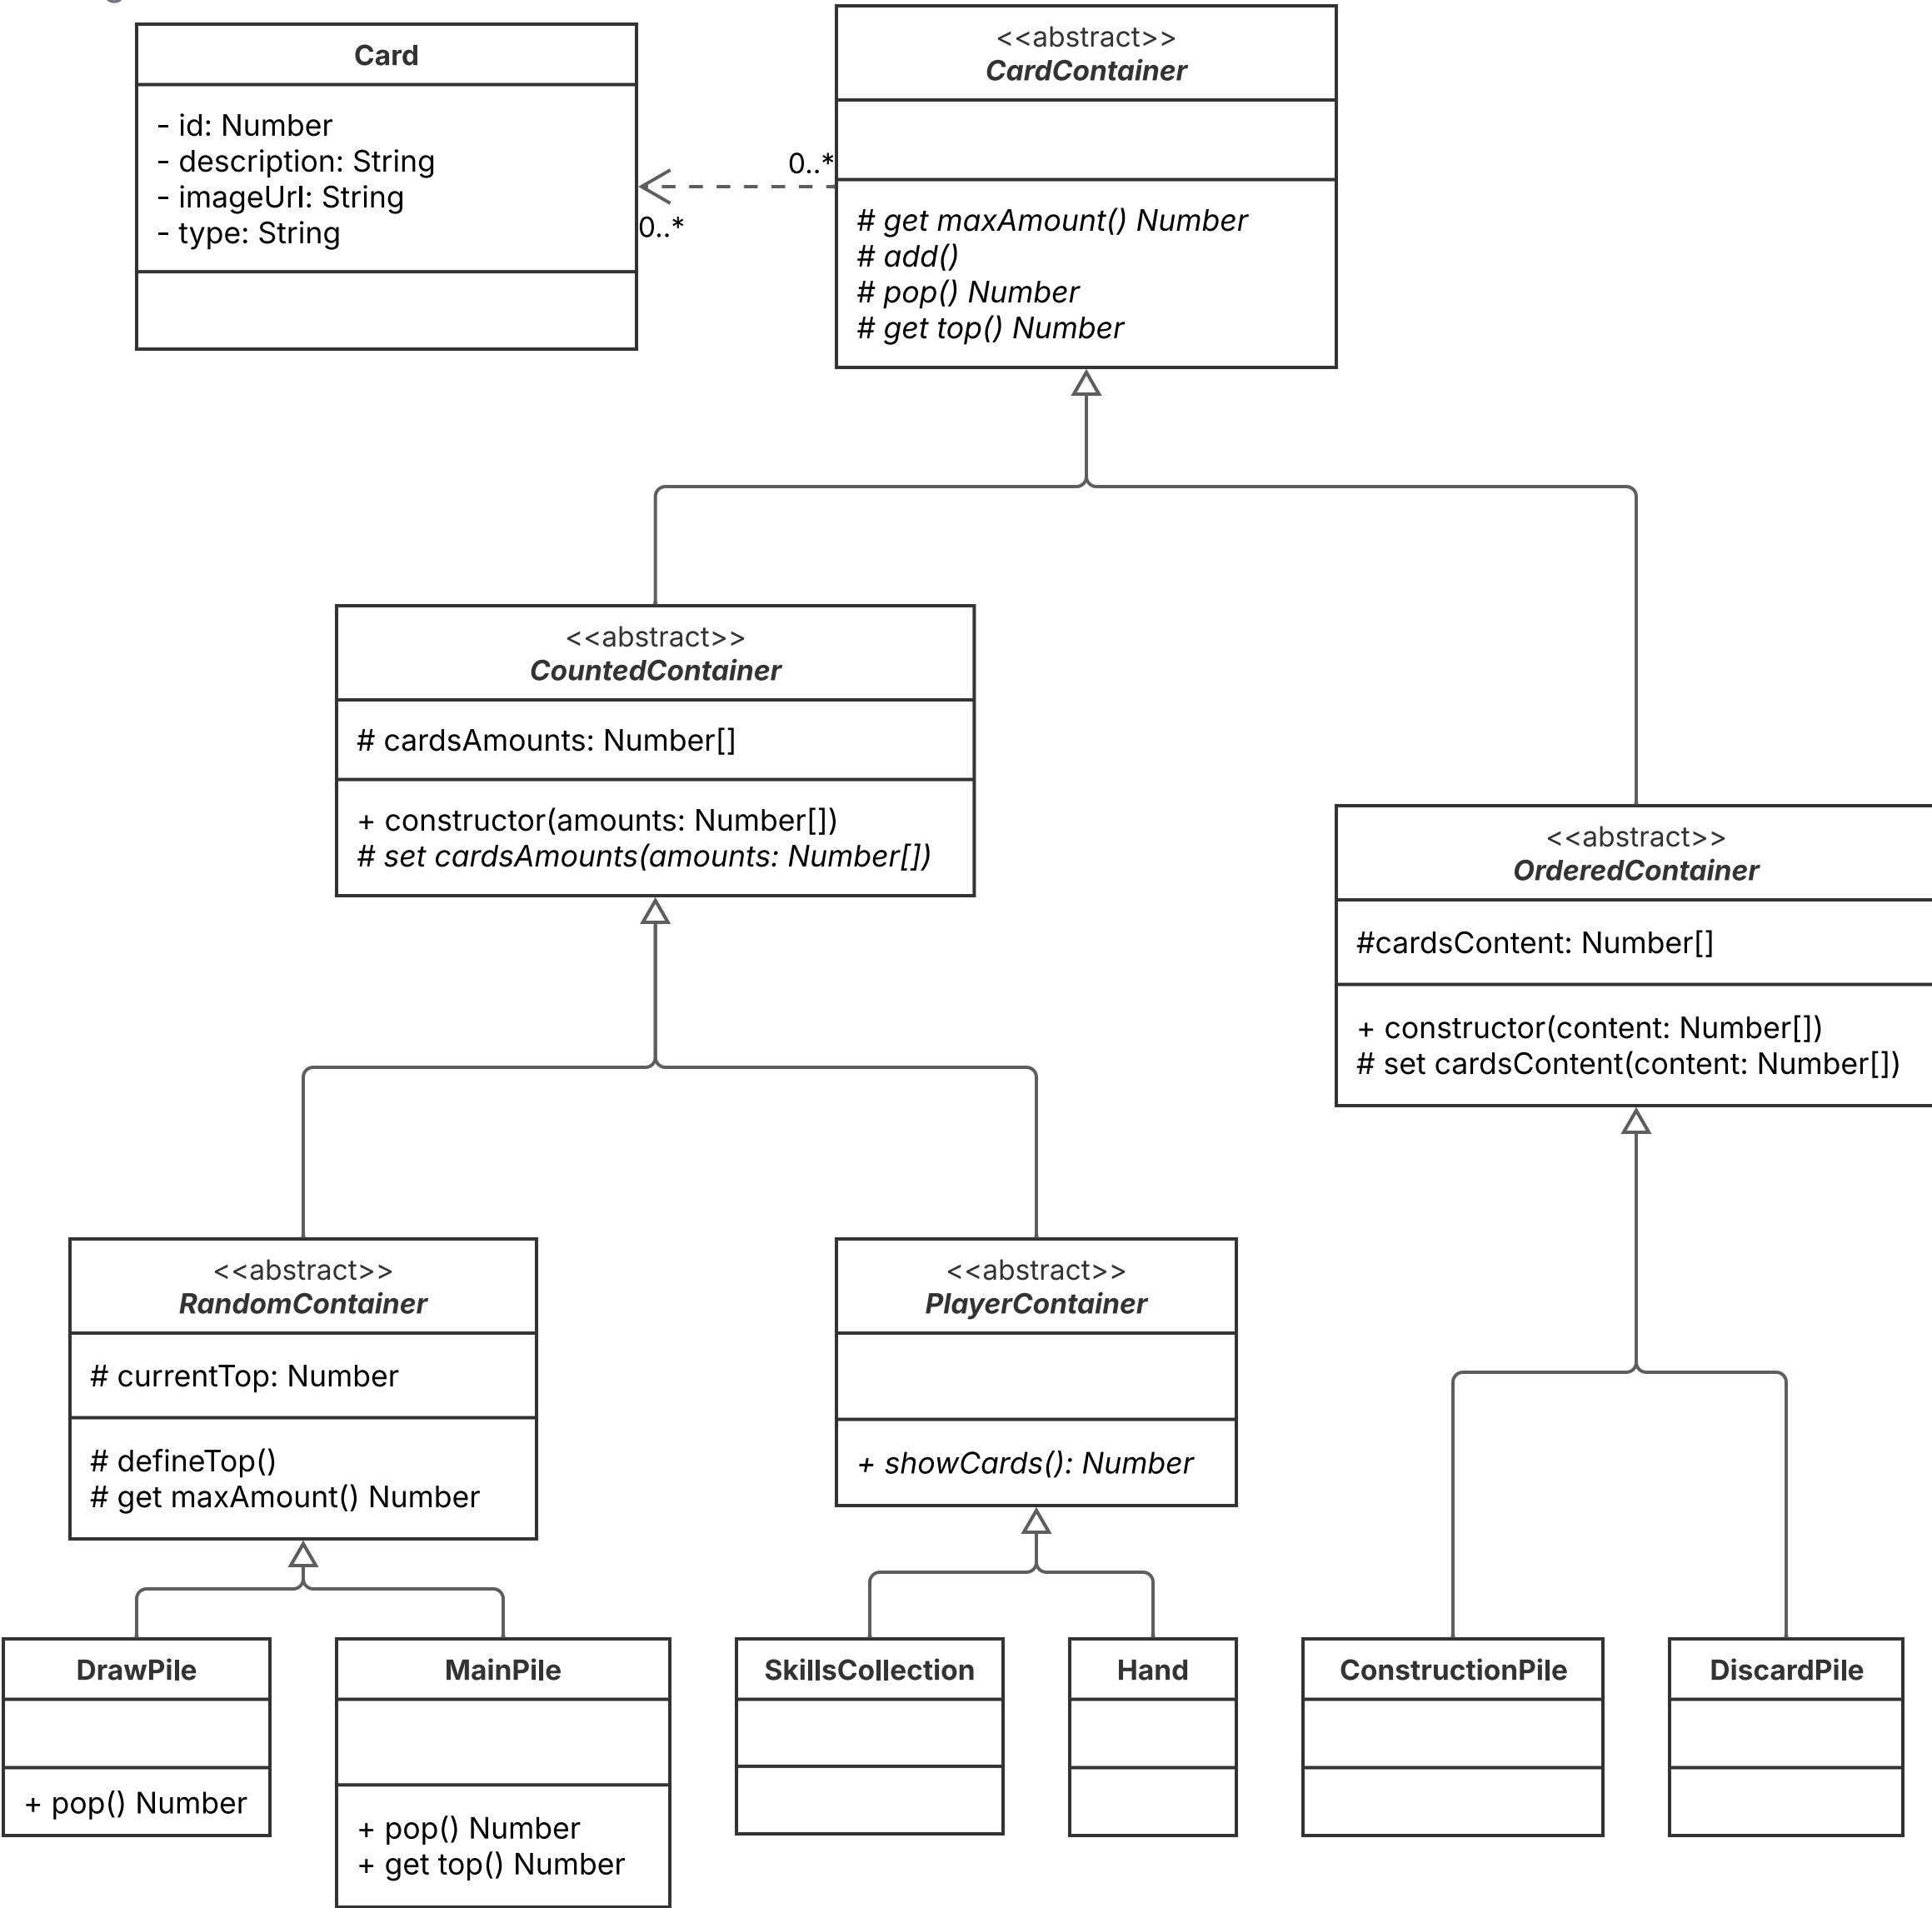 Card
- id: Number
- description: String
- imageUrl: String
- type: String
0..*
0..*
<<abstract>>
CardContainer
# get maxAmount() Number
# add()
# pop() Number
# get top() Number
<<abstract>>
CountedContainer
# cardsAmounts: Number[]
+ constructor(amounts: Number[])
# set cardsAmounts(amounts: Number[])
<<abstract>>
OrderedContainer
#cardsContent: Number[]
+ constructor(content: Number[])
# set cardsContent(content: Number[])
<<abstract>>
RandomContainer
# currentTop: Number
# defineTop()
# get maxAmount() Number
<<abstract>>
PlayerContainer
+ showCards(): Number
DrawPile
+ pop() Number
MainPile
+ pop() Number
+ get top() Number
SkillsCollection
Hand
ConstructionPile
DiscardPile